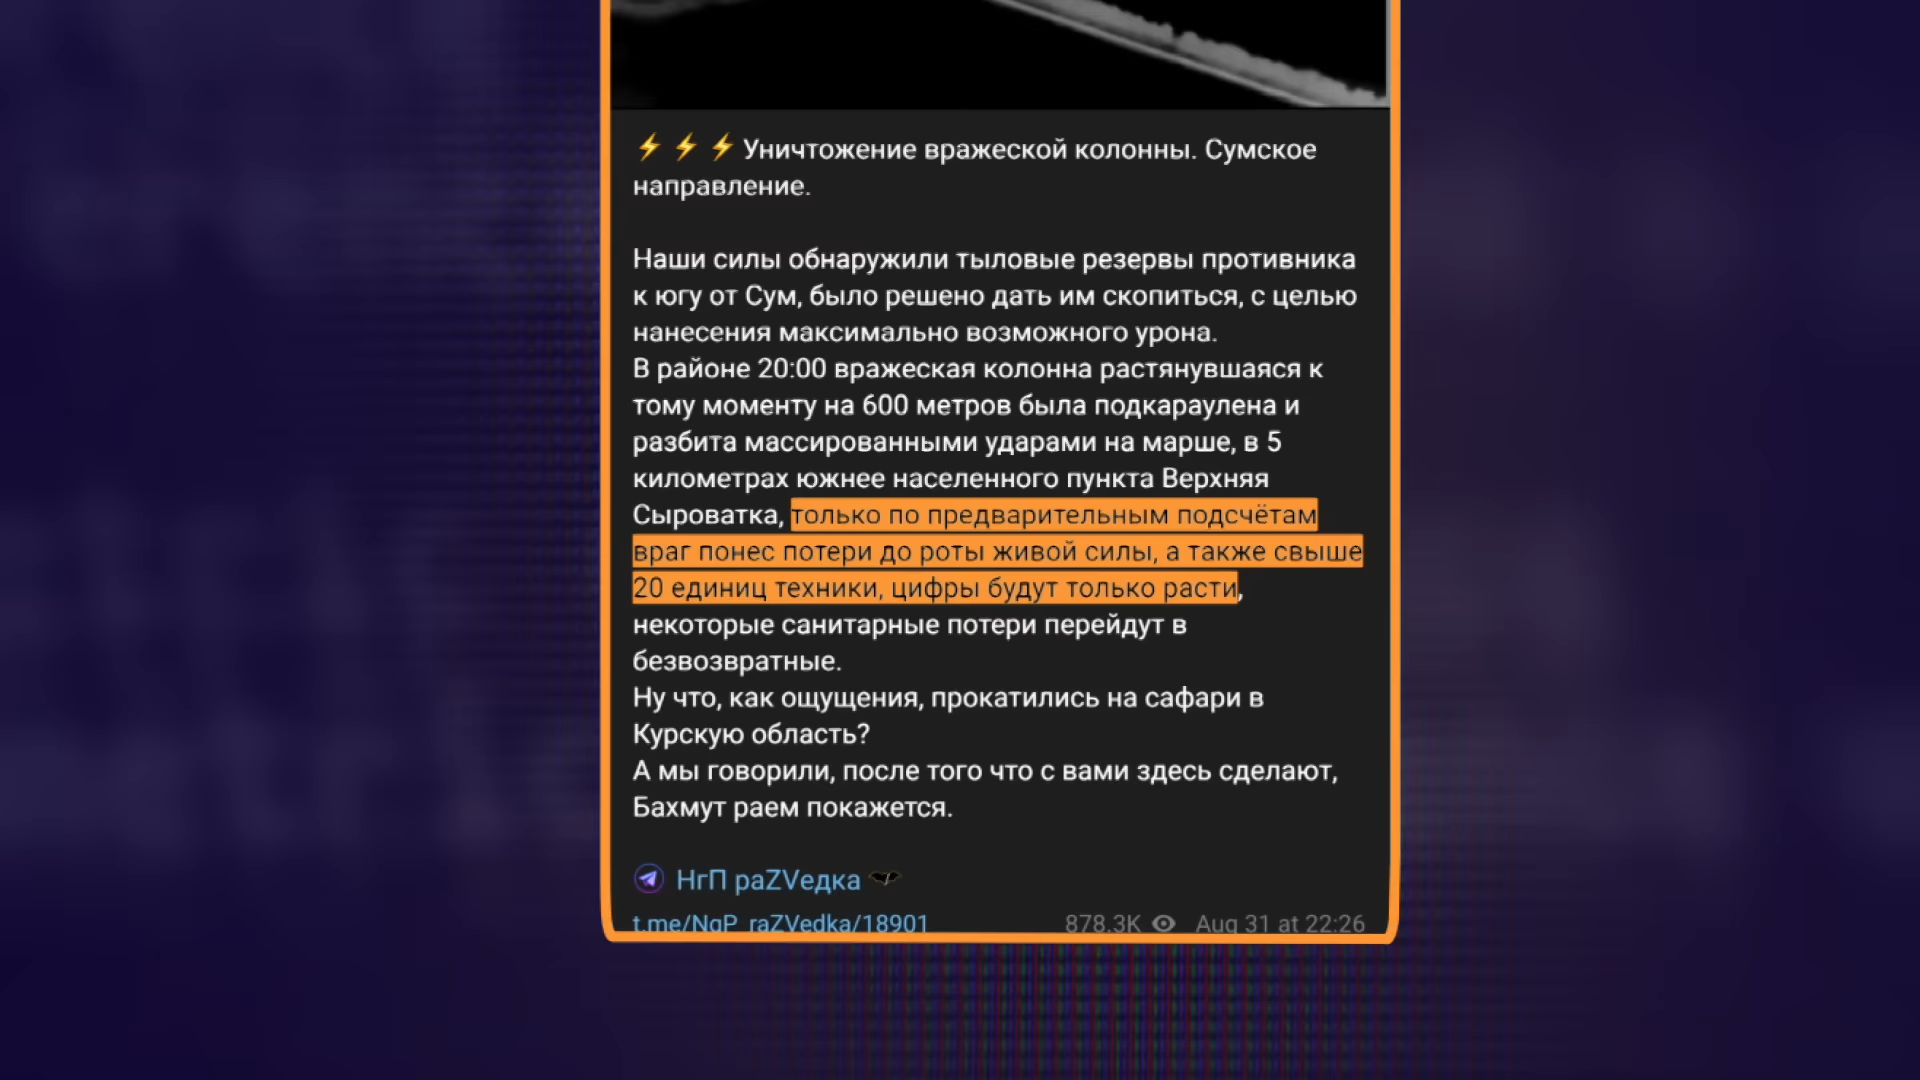 ⚡⚡⚡Уничтожение вражеской колонны. Сумское
направление.
Наши силы обнаружили тыловые резервы противника
к югу от Сум, было решено дать им скопиться, с целью
нанесения максимально возможного урона.
В районе 20:00 вражеская колонна растянувшаяся к
тому моменту на 600 метров была подкараулена и
разбита массированными ударами на марше, в 5
километрах южнее населенного пункта Верхняя
Сыроватка, только по предварительным подсчётам
враг понес потери до роты живой силы, а также свыше
20 единиц техники, цифры будут только расти,
некоторые санитарные потери перейдут в
безвозвратные.
Ну что, как ощущения, прокатились на сафари в
Курскую область?
А мы говорили, после того что с вами здесь сделают,
Бахмут раем покажется.
НгП раZVедка
t.me/NgP_raZVedka/18901 878.3K Aug 31 at 22:26